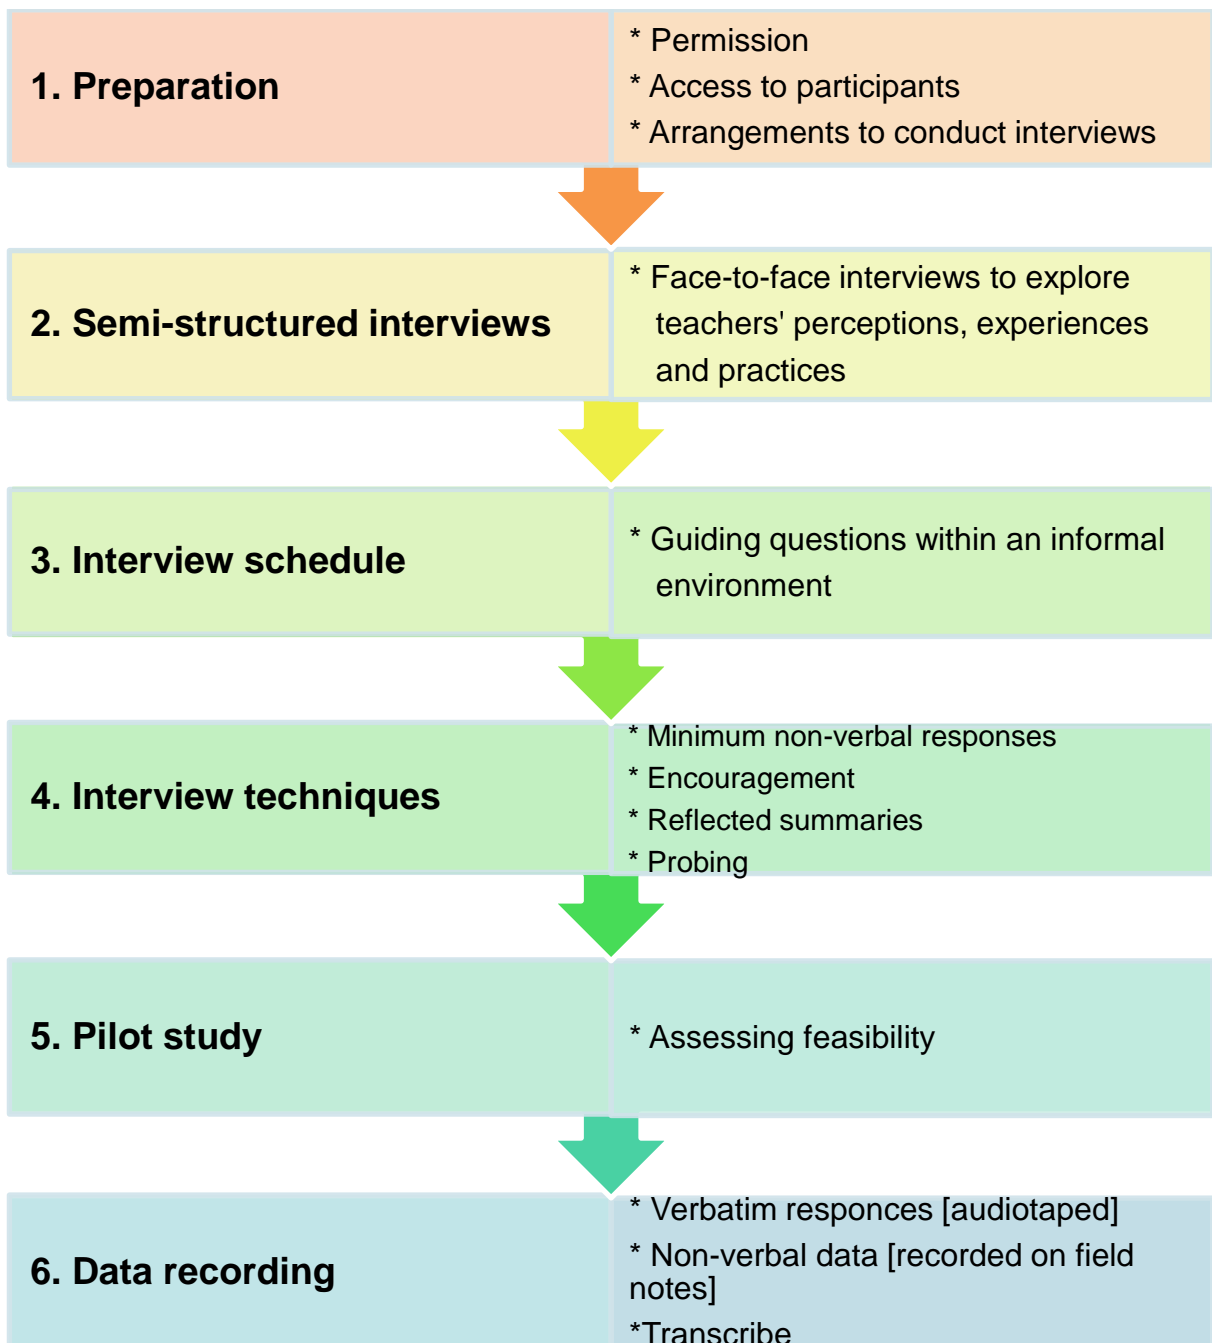 1. Preparation
* Permission
* Access to participants
* Arrangements to conduct interviews
2. Semi-structured interviews
* Face-to-face interviews to explore
teachers' perceptions, experiences
and practices
3. Interview schedule
* Guiding questions within an informal
environment
4. Interview techniques
* Minimum non-verbal responses
* Encouragement
* Reflected summaries
* Probing
5. Pilot study
* Assessing feasibility
6. Data recording
* Verbatim responces [audiotaped]
* Non-verbal data [recorded on field
notes]
*Transcribe